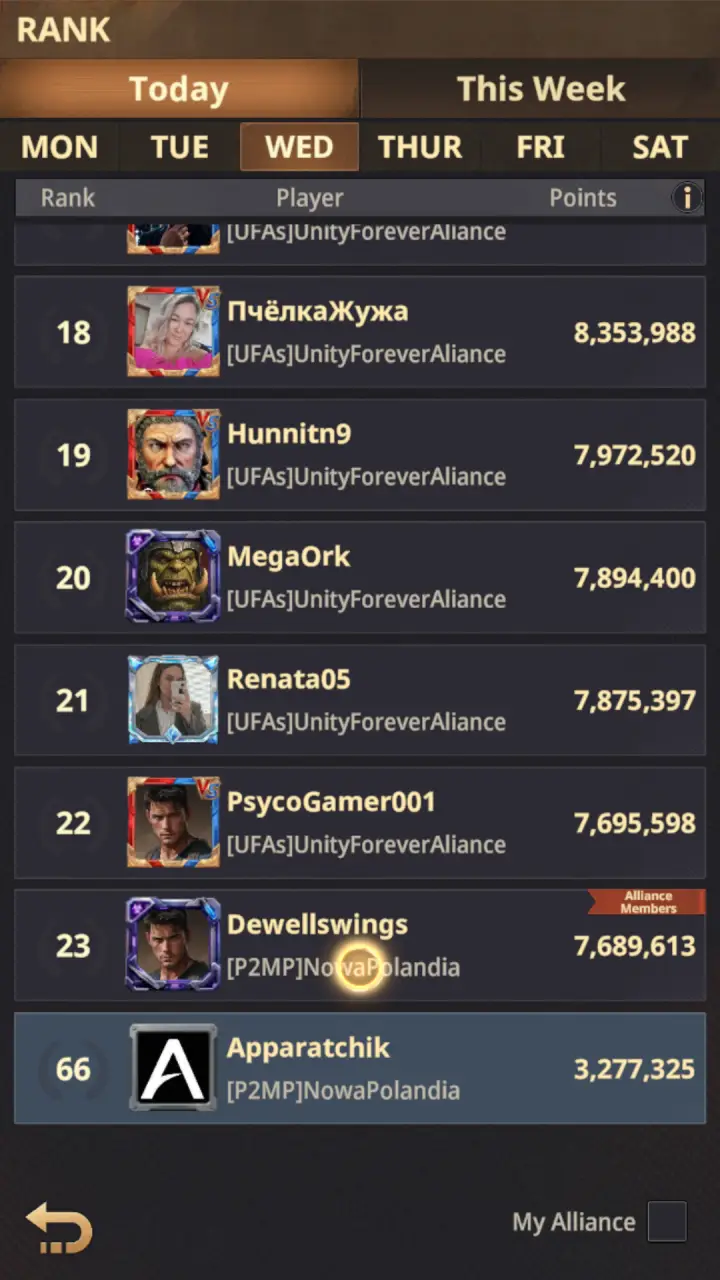 RANK
Today
This Week
MON
TUE
WED
THUR
FRI
SAT
Rank
Player
Points
[UFAs]UnityForeverAliance
18
ПчёлкаЖужа
8,353,988
[UFAs]UnityForeverAliance
19
Hunnitn9
7,972,520
[UFAs]UnityForeverAliance
20
MegaOrk
7,894,400
[UFAs]UnityForeverAliance
21
Renata05
7,875,397
[UFAs]UnityForeverAliance
22
PsycoGamer001
7,695,598
[UFAs]UnityForeverAliance
Alliance
Members
23
Dewellswings
7,689,613
[P2MP]NowaPolandia
66
Apparatchik
3,277,325
[P2MP]NowaPolandia
My Alliance